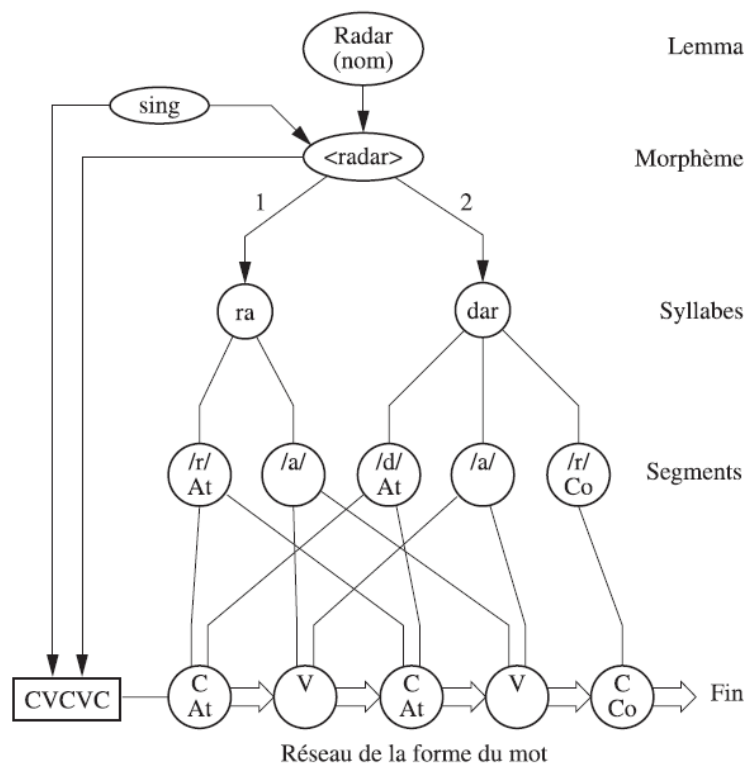 Radar
(nom)
Lemma
sing
<radar>
Morphème
1
2
ra
dar
Syllabes
/r/
At
/a/
/d/
At
/a/
/r/
Co
Segments
CVCVC
C
At
V
C
At
V
C
Co
Fin
Réseau de la forme du mot